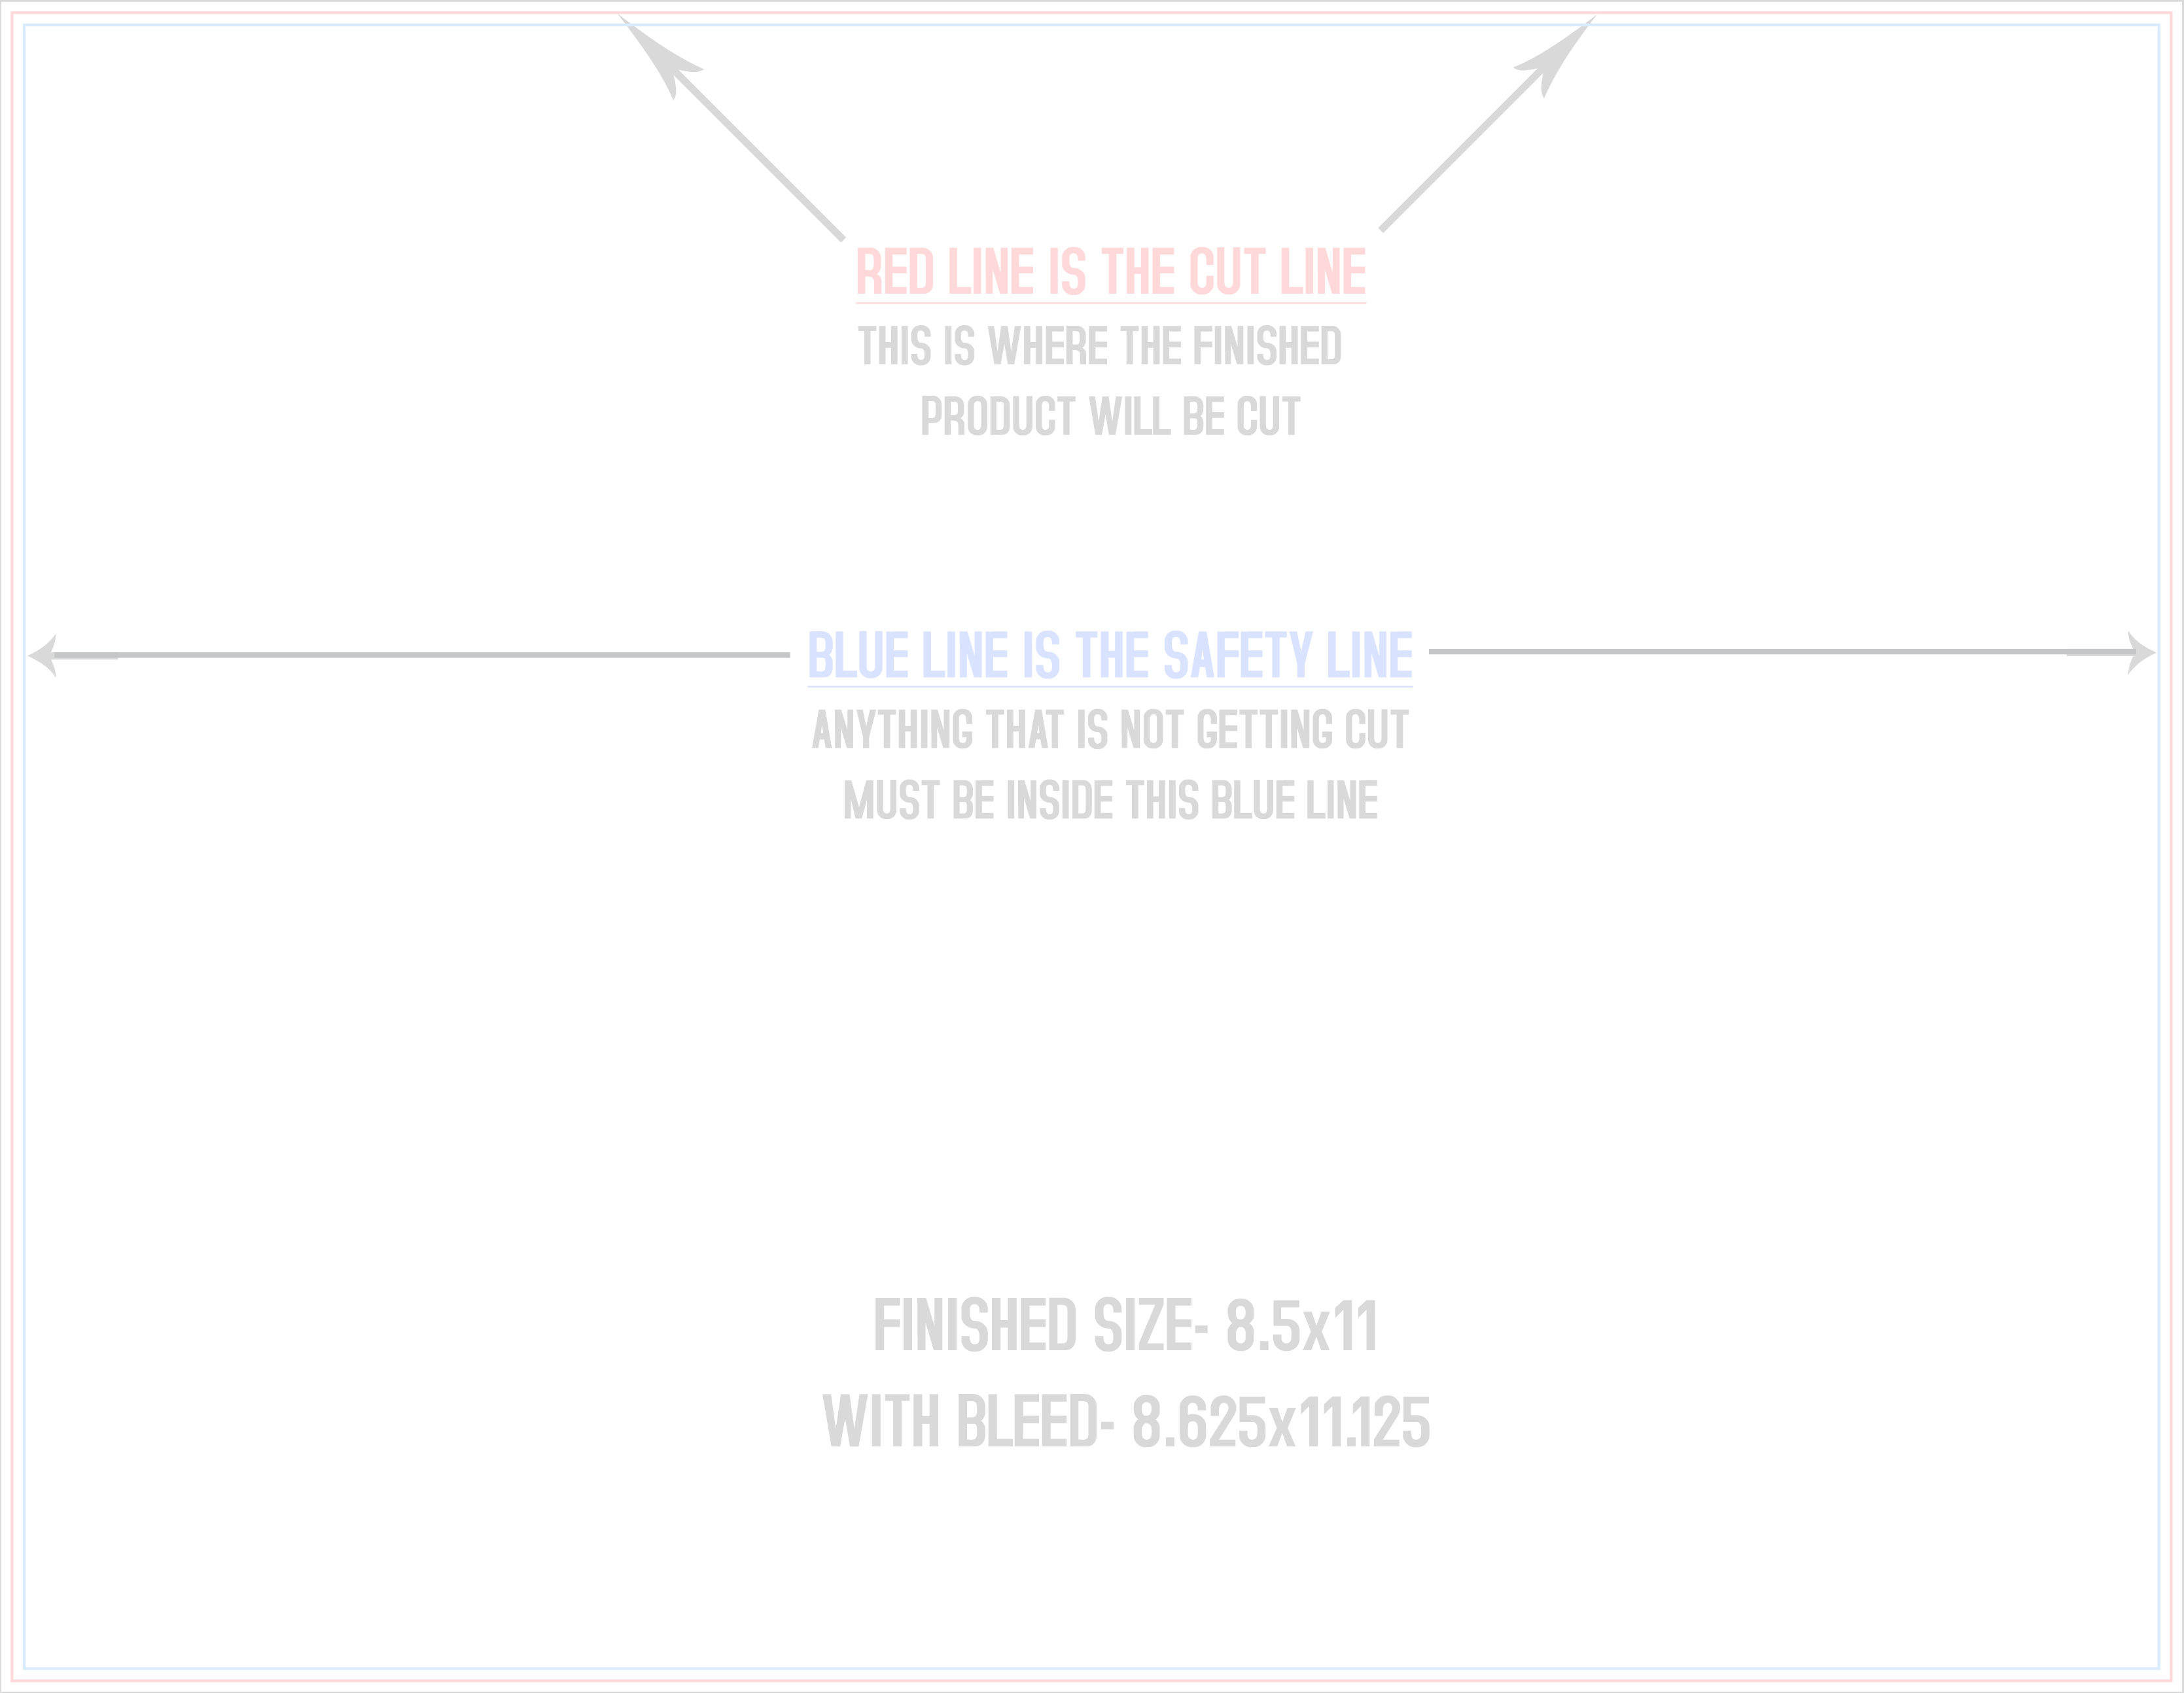 RED LINE IS THE CUT LINE
THIS IS WHERE THE FINISHED
PRODUCT WILL BE CUT
BLUE LINE IS THE SAFETY LINE
ANYTHING THAT IS NOT GETTING CUT
MUST BE INSIDE THIS BLUE LINE
FINISHED SIZE- 8.5x11
WITH BLEED- 8.625x11.125